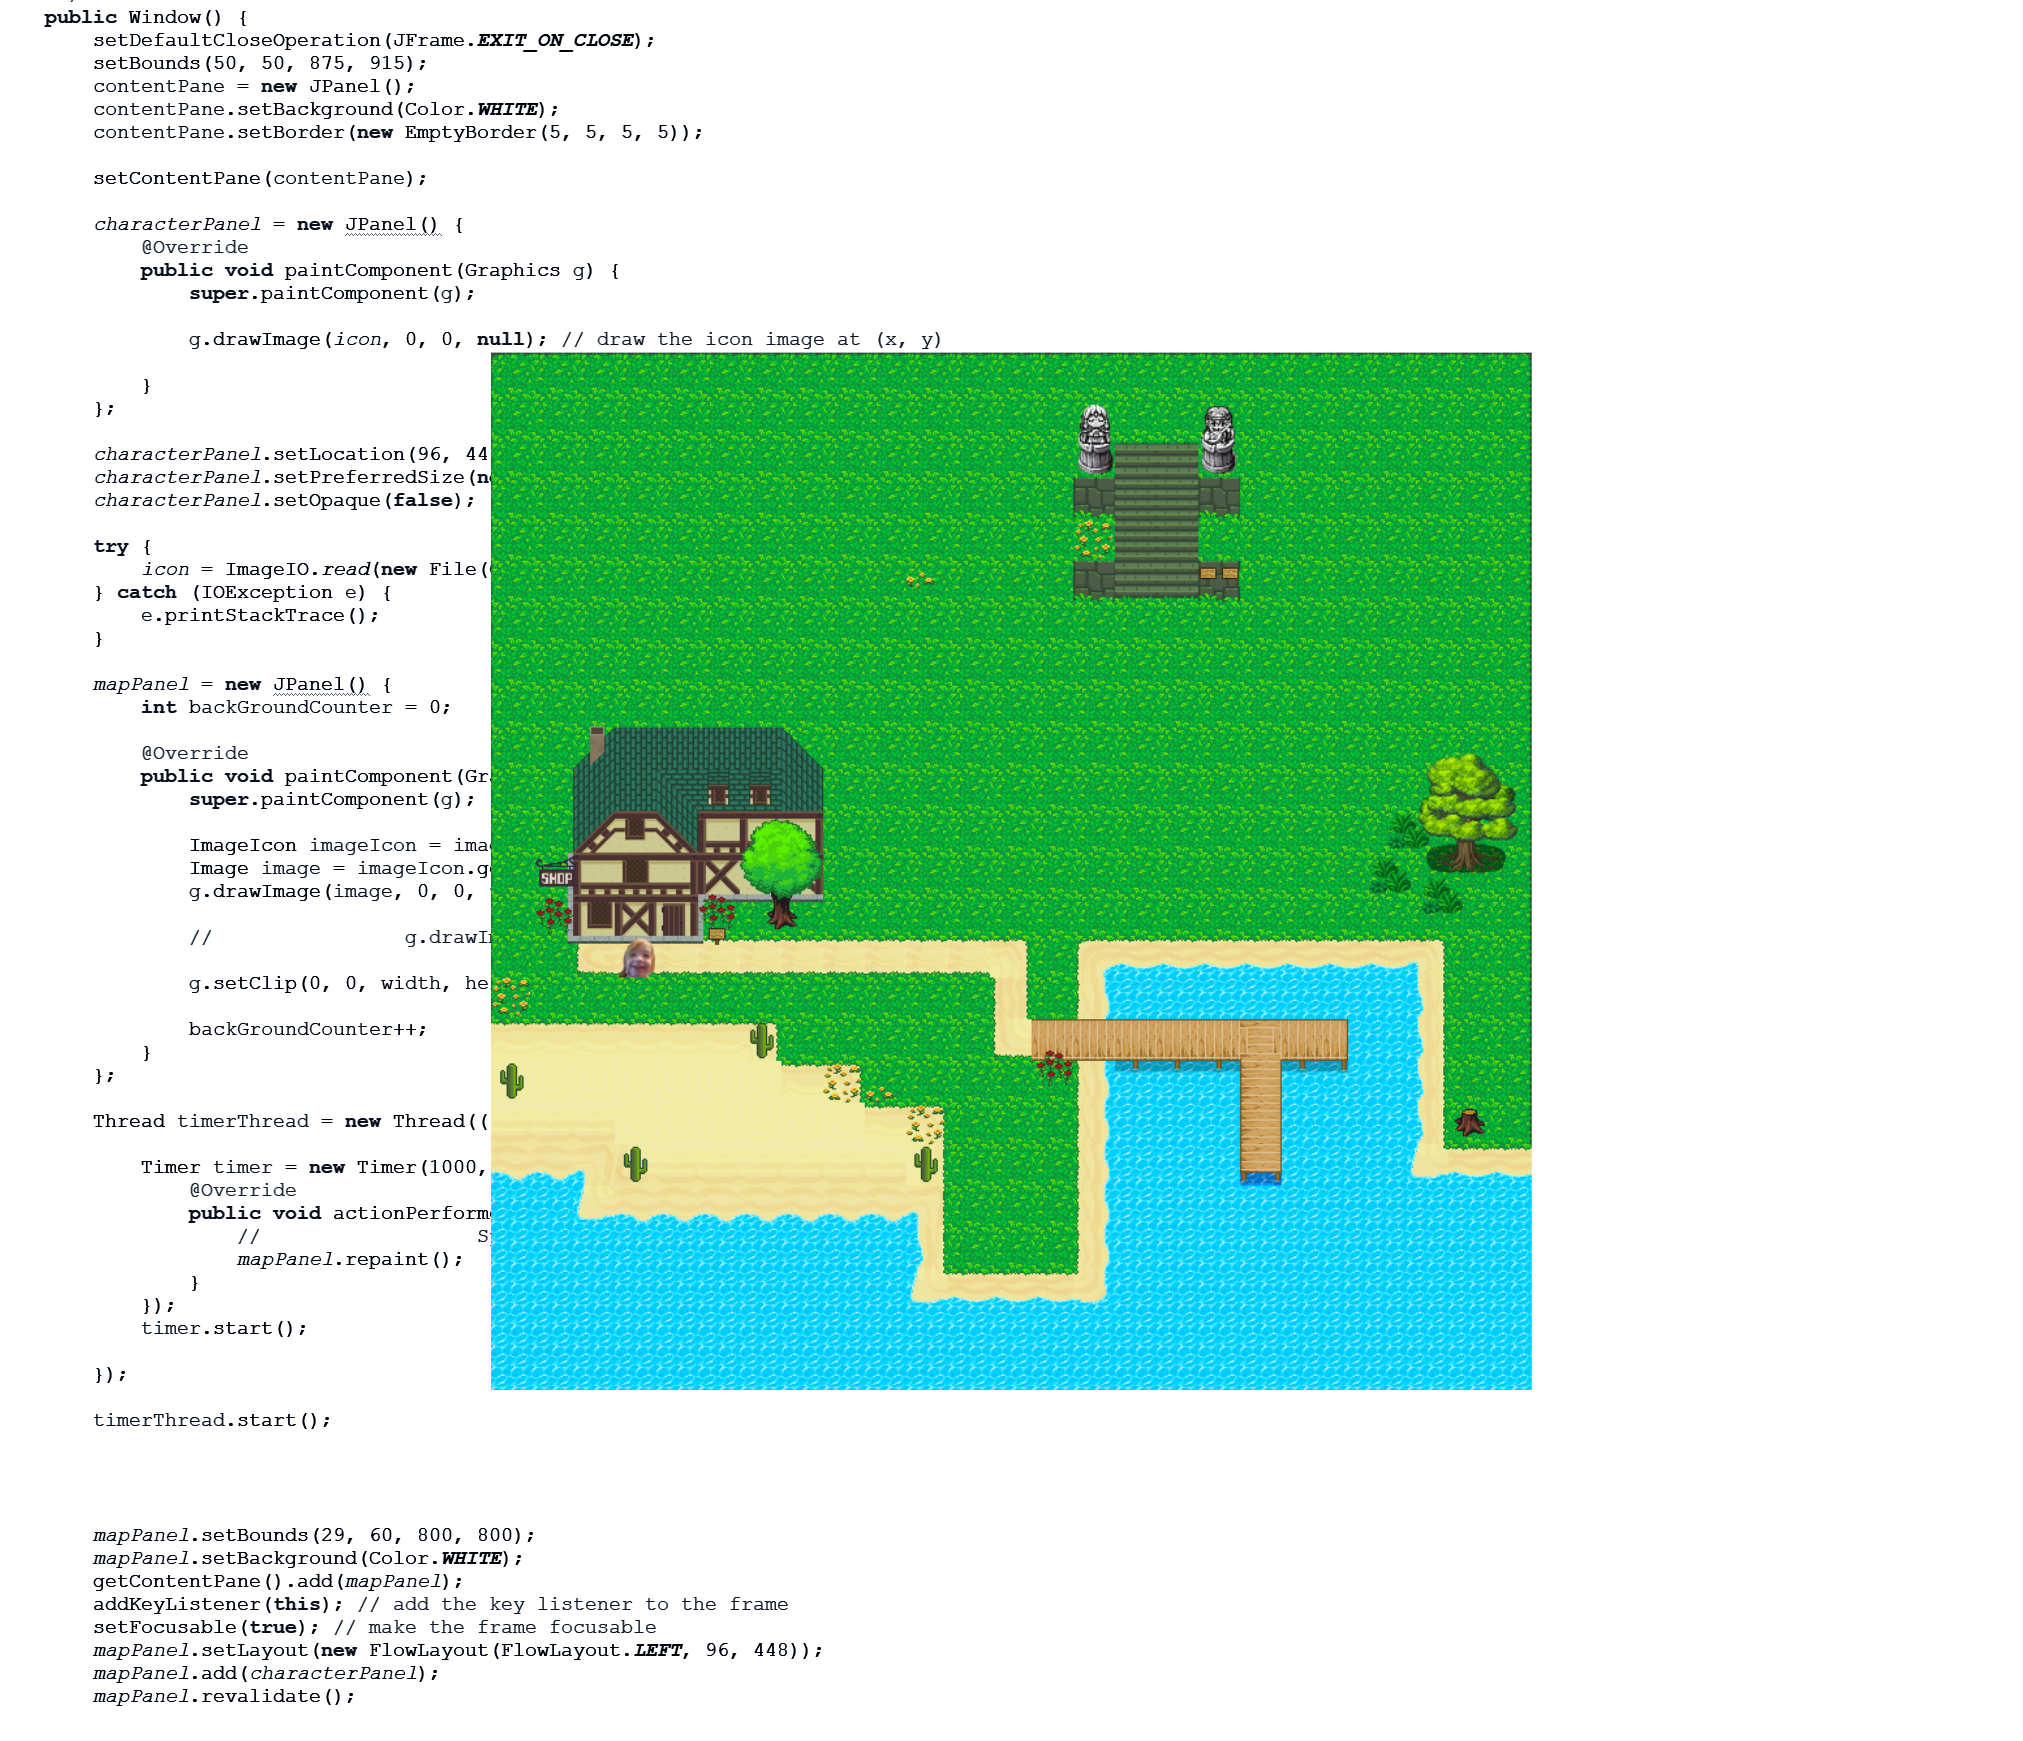 public Window() {
setDefaultCloseOperation(JFrame.EXIT_ON_CLOSE);
setBounds(50, 50, 875, 915);
contentPane = new JPanel();
contentPane.setBackground(Color.WHITE);
contentPane.setBorder(new EmptyBorder(5, 5, 5, 5));
setContentPane(contentPane);
characterPanel = new JPanel() {
@Override
public void paintComponent(Graphics g) {
super.paintComponent(g);
g.drawImage(icon, 0, 0, null); // draw the icon image at (x, y)
}
};
characterPanel.setLocation(96, 44
characterPanel.setPreferredSize(
characterPanel.setOpaque(false);
try {
icon = ImageIO.read(new File(
} catch (IOException e) {
e.printStackTrace();
}
mapPanel = new JPanel() {
int backGroundCounter = 0;
@Override
public void paintComponent(Gr
super.paintComponent(g);
ImageIcon imageIcon = ima
Image image = imageIcon.g
g.drawImage(image, 0, 0,
SHOP
// g.drawI
g.setClip(0, 0, width, he
backGroundCounter++;
}
};
Thread timerThread = new Thread((
Timer timer = new Timer(1000,
@Override
public void actionPerform
// S
mapPanel.repaint();
}
});
timer.start();
});
timerThread.start();
mapPanel.setBounds(29, 60, 800, 800);
mapPanel.setBackground(Color.WHITE);
getContentPane().add(mapPanel);
addKeyListener(this); // add the key listener to the frame
setFocusable(true); // make the frame focusable
mapPanel.setLayout(new FlowLayout(FlowLayout.LEFT, 96, 448));
mapPanel.add(characterPanel);
mapPanel.revalidate();